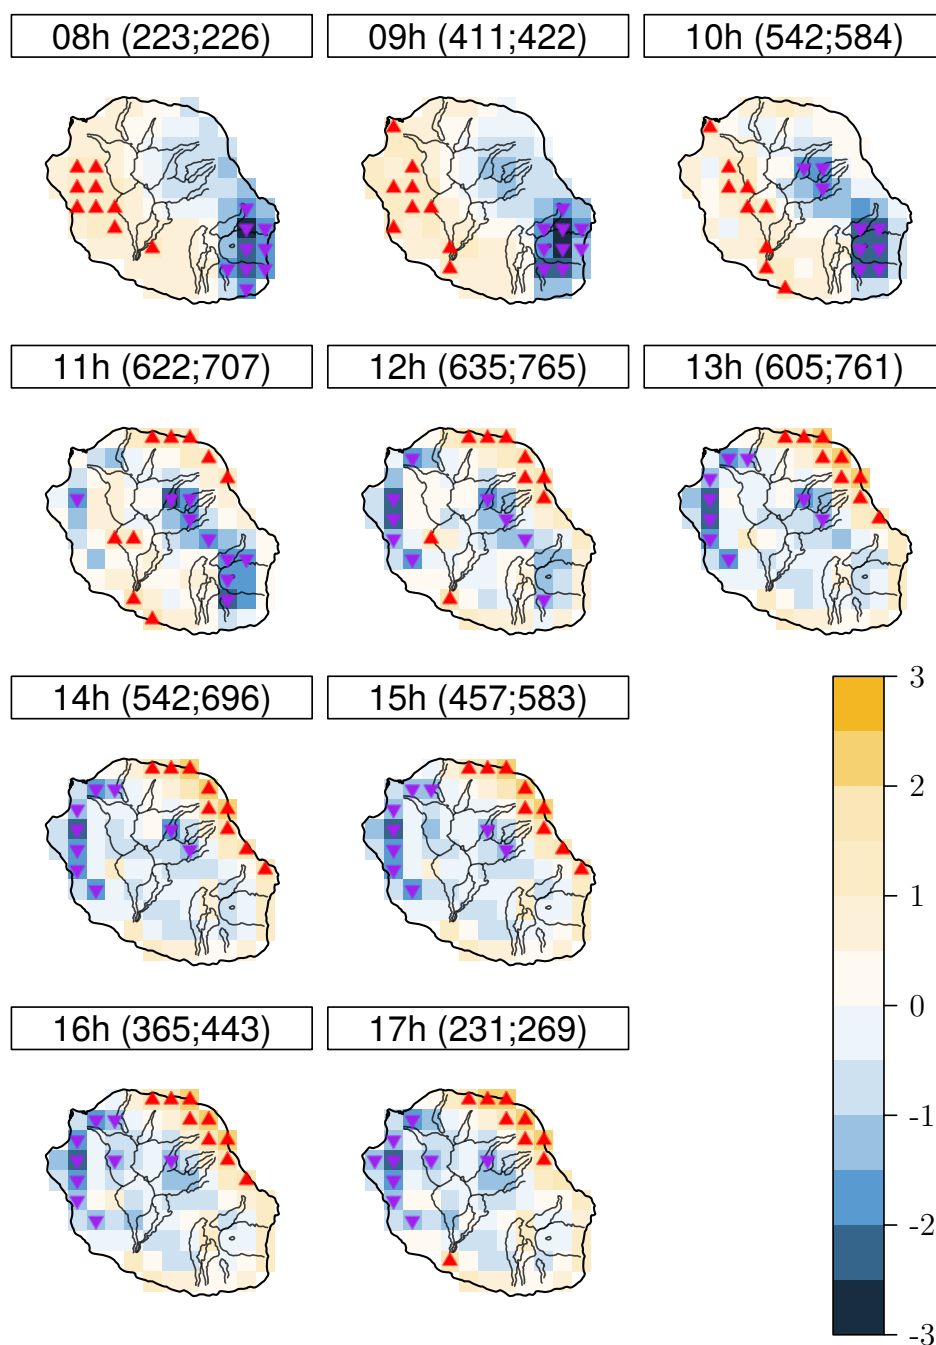 08h (223;226)
09h (411;422)
10h (542;584)
11h (622;707)
12h (635;765)
13h (605;761)
14h (542;696)
15h (457;583)
16h (365;443)
17h (231;269)
3
2
1
0
-1
-2
-3